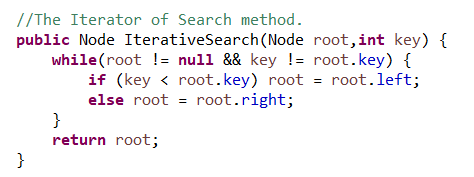 //The Iterator of Search method.
public Node IterativeSearch(Node root,int key) {
    while(root != null && key != root.key) {
        if (key < root.key) root = root.left;
        else root = root.right;
    }
    return root;
}